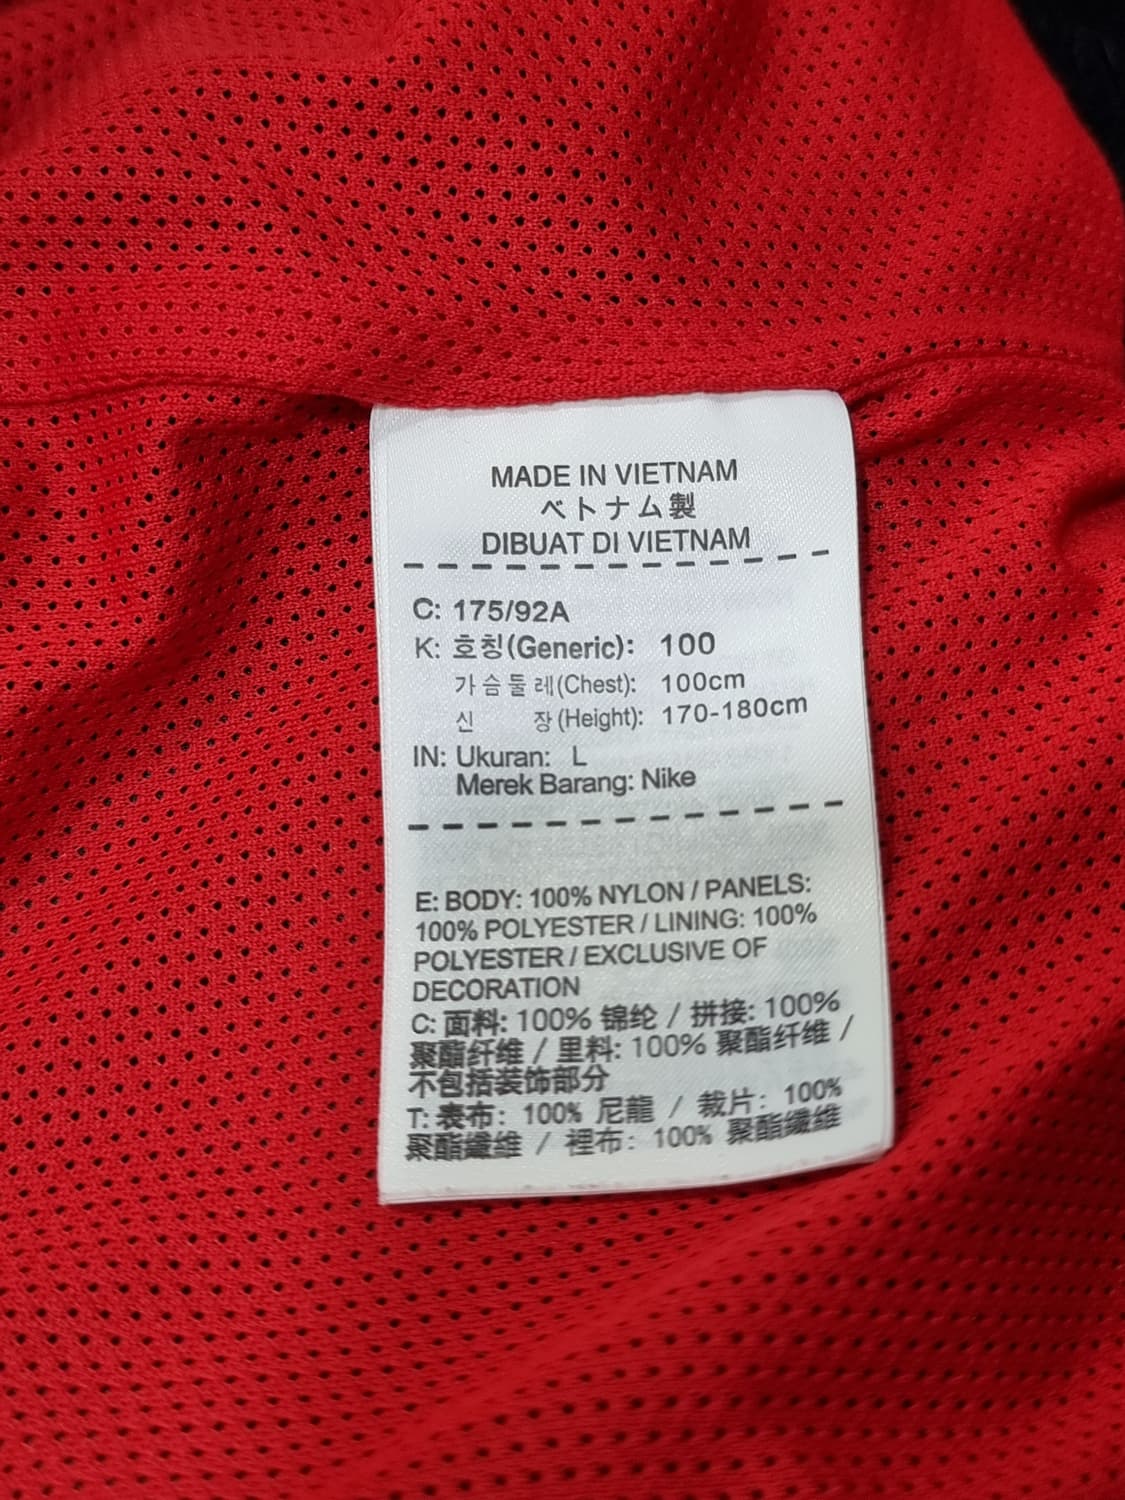 MADE IN VIETNAM
ベトナム製
DIBUAT DI VIETNAM
C: 175/92A
K: 호칭(Generic): 100
가슴둘레(Chest): 100cm
신 장(Height): 170-180cm
IN: Ukuran: L
Merek Barang: Nike
E: BODY: 100% NYLON / PANELS:
100% POLYESTER / LINING: 100%
POLYESTER / EXCLUSIVE OF
DECORATION
C: 面料: 100% 锦纶 / 拼接: 100%
聚酯纤维 / 里料: 100% 聚酯纤维 /
不包括装饰部分
T: 表布: 100% 尼龍 / 裁片: 100%
聚酯纖維 / 裡布: 100% 聚酯纖維